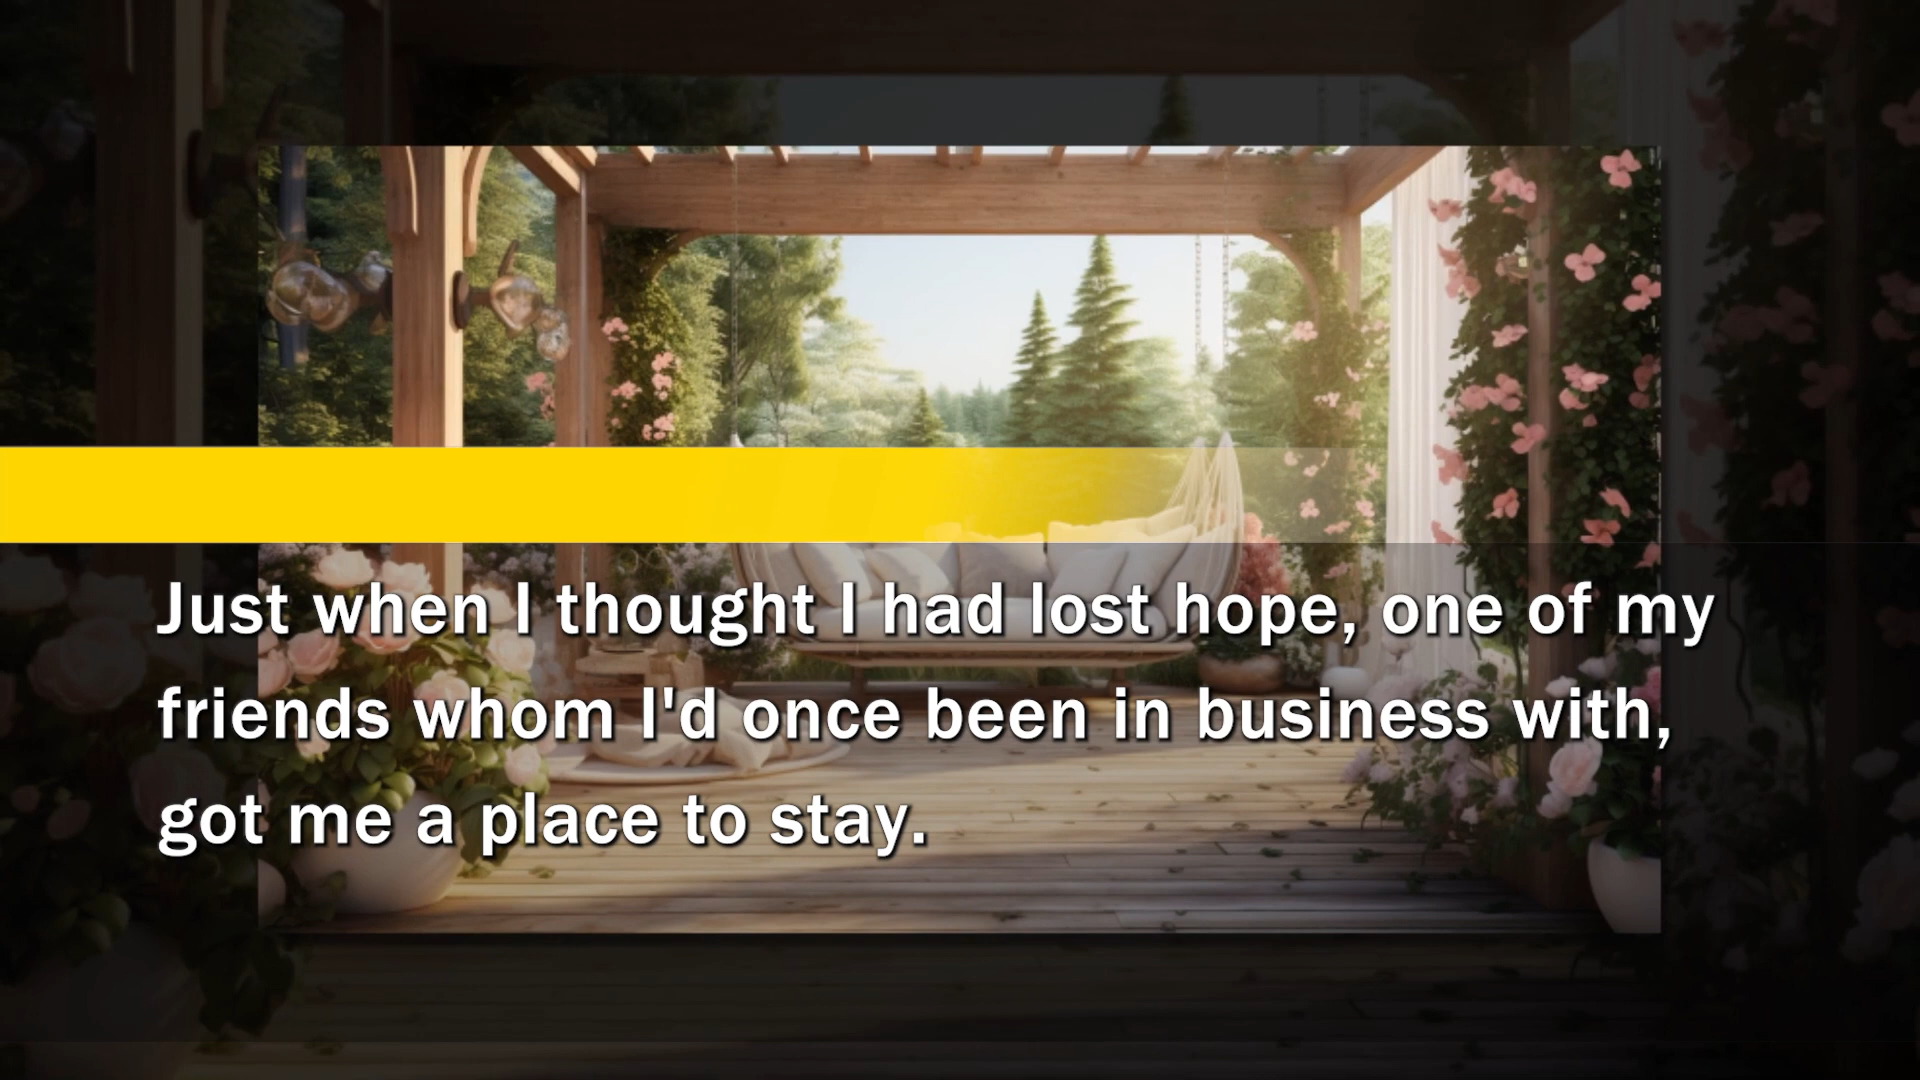 Just when I thought I had lost hope, one of my
friends whom I'd once been in business with,
got me a place to stay.